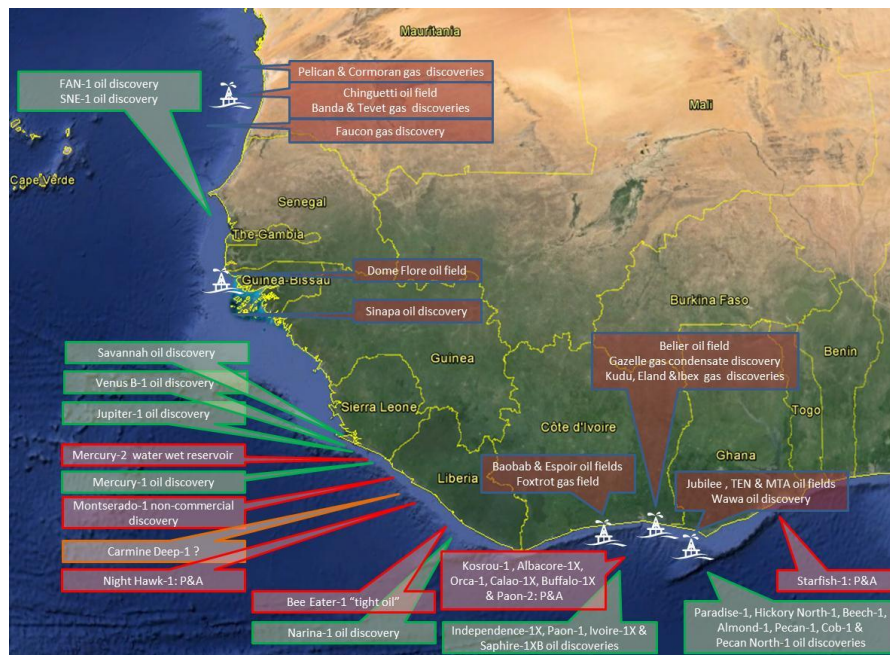 Mauritania
Pelican & Cormoran gas discoveries
FAN-1 oil discovery
SNE-1 oil discovery
Chinguetti oil field
Banda & Tevet gas discoveries
Mali
Faucon gas discovery
Cape Verde
Senegal
The Gambia
Dome Flore oil field
Guinea-Bissau
Burkina Faso
Sinapa oil discovery
Belier oil field
Gazelle gas condensate discovery
Kudu, Eland &Ibex gas discoveries
Benin
Savannah oil discovery
Guinea
Venus B-1 oil discovery
Sierra Leone
Togo
Jupiter-1 oil discovery
Côte d'Ivoire
Mercury-2 water wet reservoir
Ghana
Baobab & Espoir oil fields
Foxtrot gas field
Liberia
Mercury-1 oil discovery
Jubilee , TEN & MTA oil fields
Wawa oil discovery
Montserado-1 non-commercial
discovery
Carmine Deep-1 ?
Night Hawk-1: P&A
Kosrou-1 , Albacore-1X,
Orca-1, Calao-1X, Buffalo-1X
& Paon-2: P&A
Starfish-1: P&A
Bee Eater-1 "tight oil"
Narina-1 oil discovery
Independence-1X, Paon-1, Ivoire-1X &
Saphire-1XB oil discoveries
Paradise-1, Hickory North-1, Beech-1,
Almond-1, Pecan-1, Cob-1 &
Pecan North-1 oil discoveries